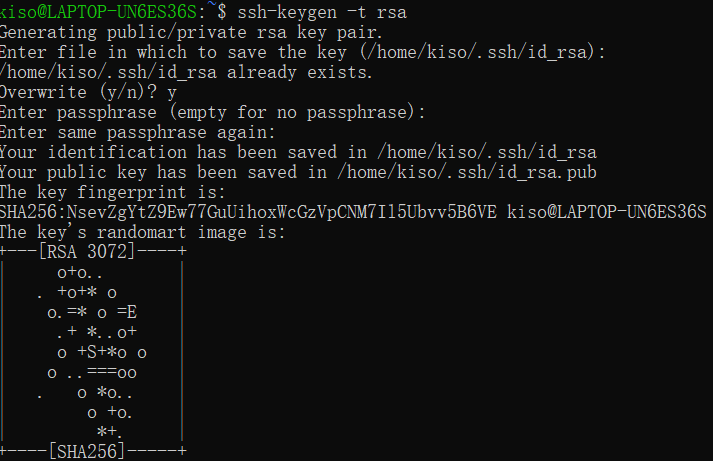 kiso@LAPTOP-UN6ES36S:~$ ssh-keygen -t rsa
Generating public/private rsa key pair.
Enter file in which to save the key (/home/kiso/.ssh/id_rsa):
/home/kiso/.ssh/id_rsa already exists.
Overwrite (y/n)? y
Enter passphrase (empty for no passphrase):
Enter same passphrase again:
Your identification has been saved in /home/kiso/.ssh/id_rsa
Your public key has been saved in /home/kiso/.ssh/id_rsa.pub
The key fingerprint is:
SHA256:NsevZgYtZ9Ew77GuUihoxWcGzVpCNM7Il5Ubvv5B6VE kiso@LAPTOP-UN6ES36S
The key's randomart image is:
+---[RSA 3072]----+
|     o+o..       |
|   . +o+* o      |
|    o.=* o =E    |
|     .+ *..o+    |
|     o +S+*o o   |
|    o ..===oo    |
|   .   o *o..    |
|        o +o.    |
|         *+.     |
+----[SHA256]-----+